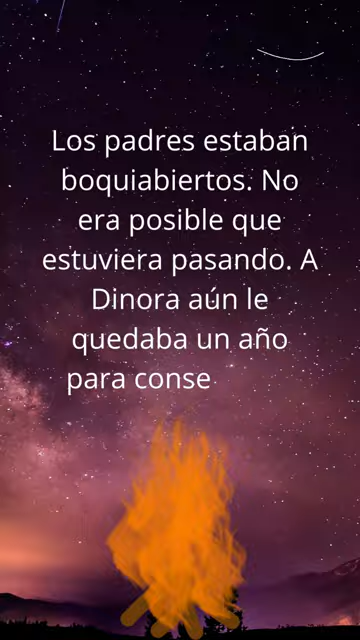 Los padres estaban
boquiabiertos. No
era posible que
estuviera pasando. A
Dinora aún le
quedaba un año
para conse